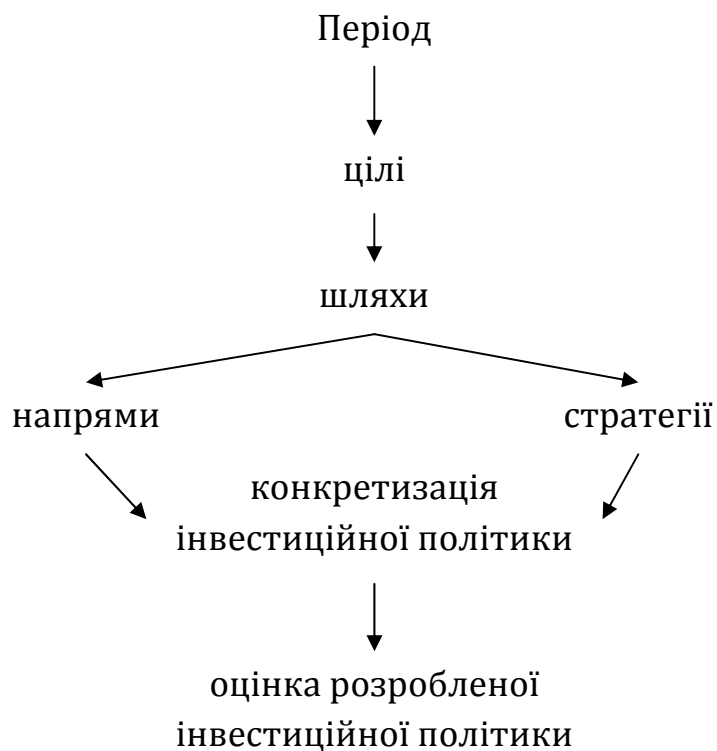 Період
цілі
шляхи
напрями
стратегії
конкретизація
інвестиційної політики
оцінка розробленої
інвестиційної політики